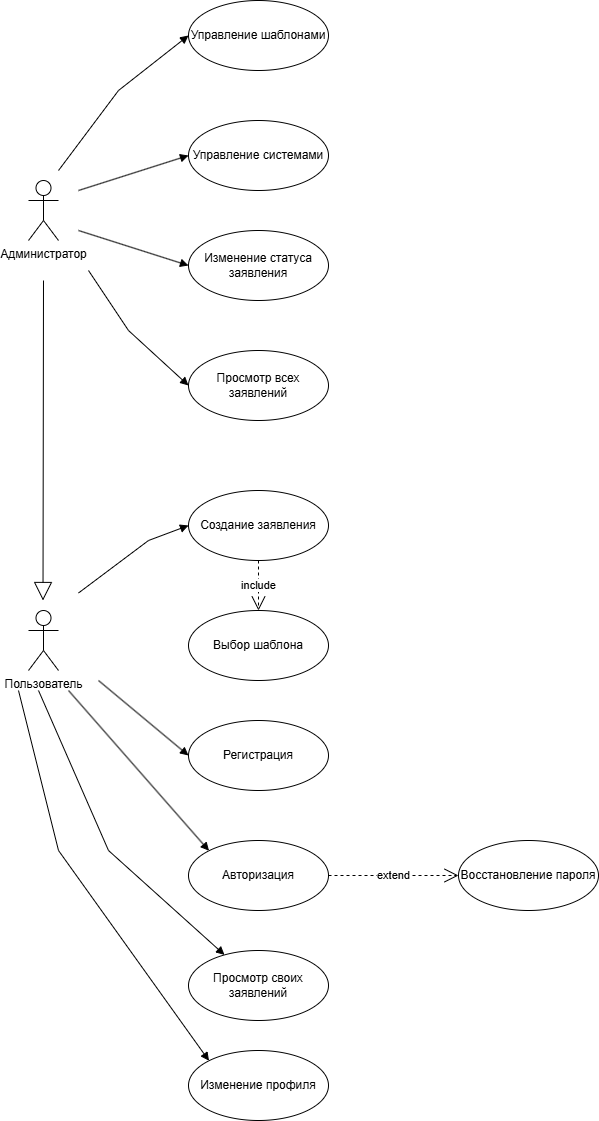 Управление шаблонами
Управление системами
Администратор
Изменение статуса
заявления
Просмотр всех
заявлений
Создание заявления
include
Выбор шаблона
Пользователь
Регистрация
Авторизация
extend
Восстановление пароля
Просмотр своих
заявлений
Изменение профиля